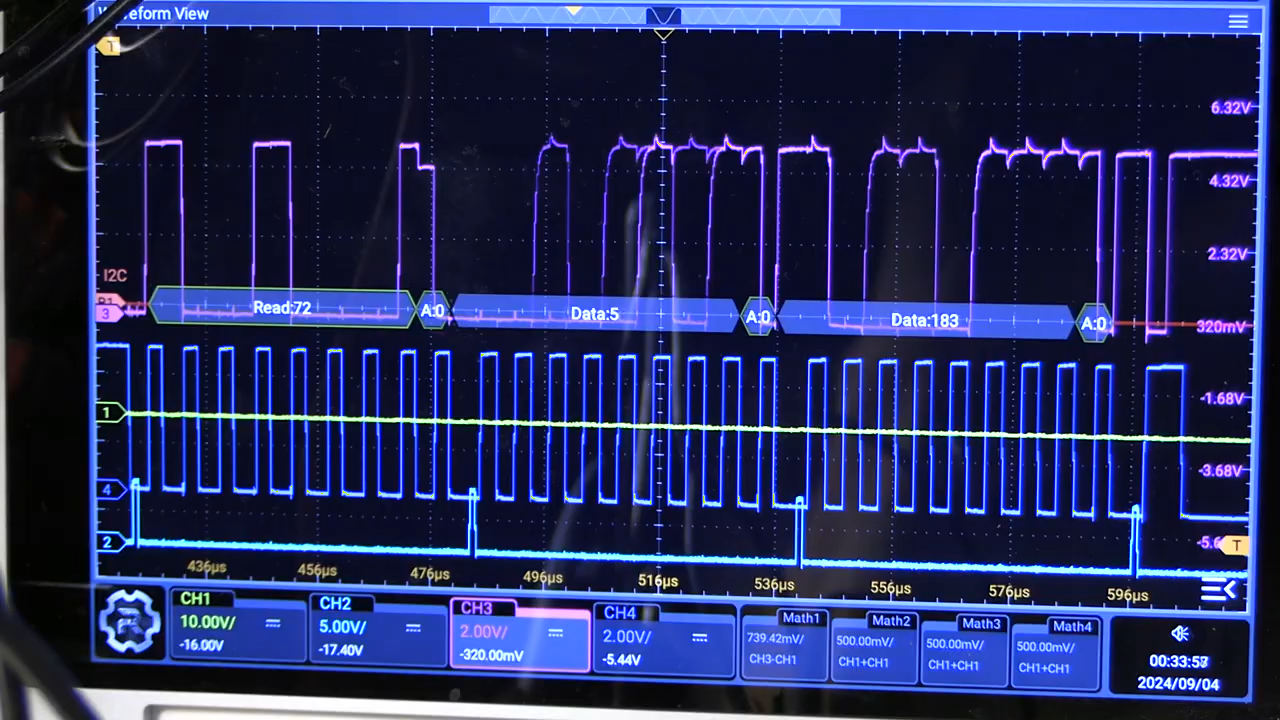 veform View
T
6.32V
4.32V
2.32V
I2C
B1
3
Read:72
A:0
Data:5
A:0
Data:183
A:0
320mV
1
-1.68V
-3.68V
4
2
T
436µs 456µs 476µs 496µs 516µs 536µs 556µs 576µs 596µs
CH1
10.00V/
-16.00V
CH2
5.00V/
-17.40V
CH3
2.00V/
-320.00mV
CH4
2.00V/
-5.44V
Math1
739.42mV/
CH3-CH1
Math2
500.00mV/
CH1+CH1
Math3
500.00mV/
CH1+CH1
Math4
500.00mV/
CH1+CH1
2024/09/04